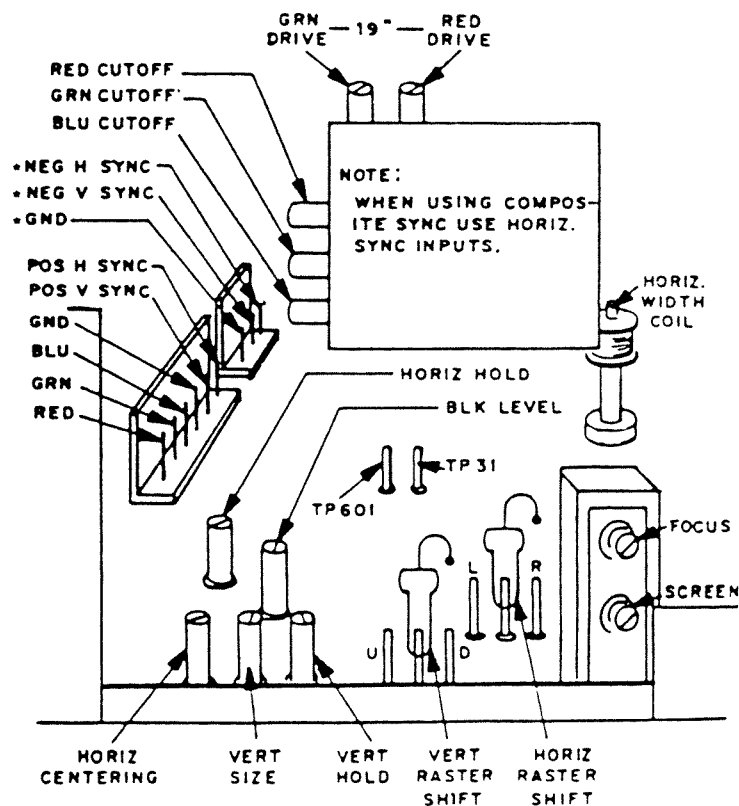 GRN DRIVE — 19" — RED DRIVE
RED CUTOFF
GRN CUTOFF
BLU CUTOFF
*NEG H SYNC
*NEG V SYNC
*GND
NOTE:
WHEN USING COMPOS-
ITE SYNC USE HORIZ.
SYNC INPUTS.
POS H SYNC
POS V SYNC
GND
BLU
GRN
RED
HORIZ.
WIDTH
COIL
HORIZ HOLD
BLK LEVEL
TP601
TP31
L
R
U
D
FOCUS
SCREEN
HORIZ
CENTERING
VERT
SIZE
VERT
HOLD
VERT
RASTER
SHIFT
HORIZ
RASTER
SHIFT